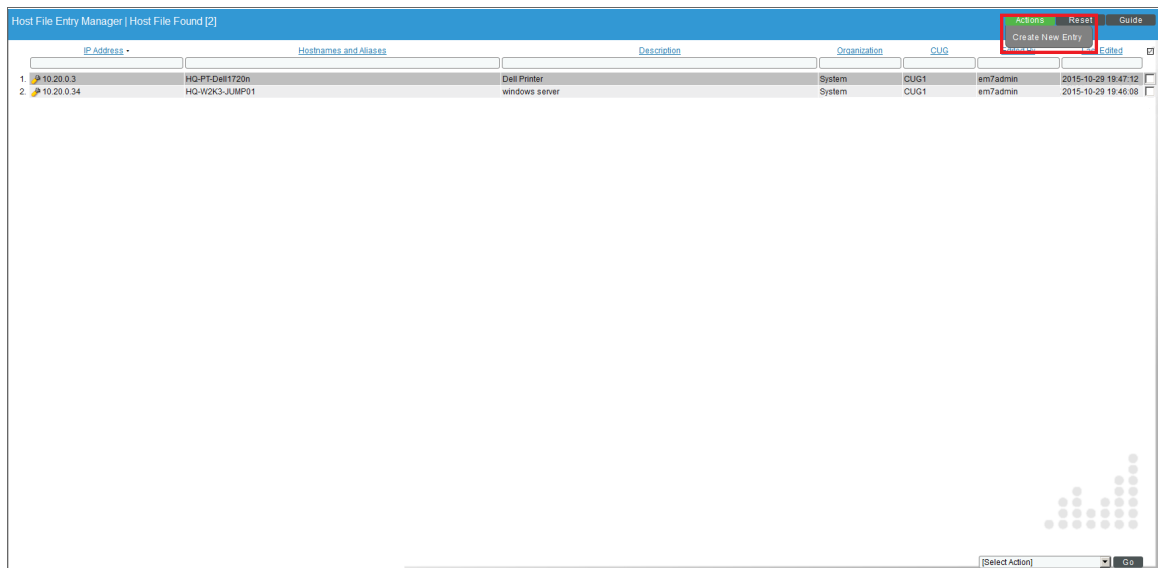 Host File Entry Manager | Host File Found [2]
Actions Reset Guide
Create New Entry
IP Address Hostnames and Aliases Description Organization CUG Edited By Last Edited
1. 10.20.0.3 HQ-PT-Dell1720n Dell Printer System CUG1 em7admin 2015-10-29 19:47:12
2. 10.20.0.34 HQ-W2K3-JUMP01 windows server System CUG1 em7admin 2015-10-29 19:46:08
[Select Action] Go